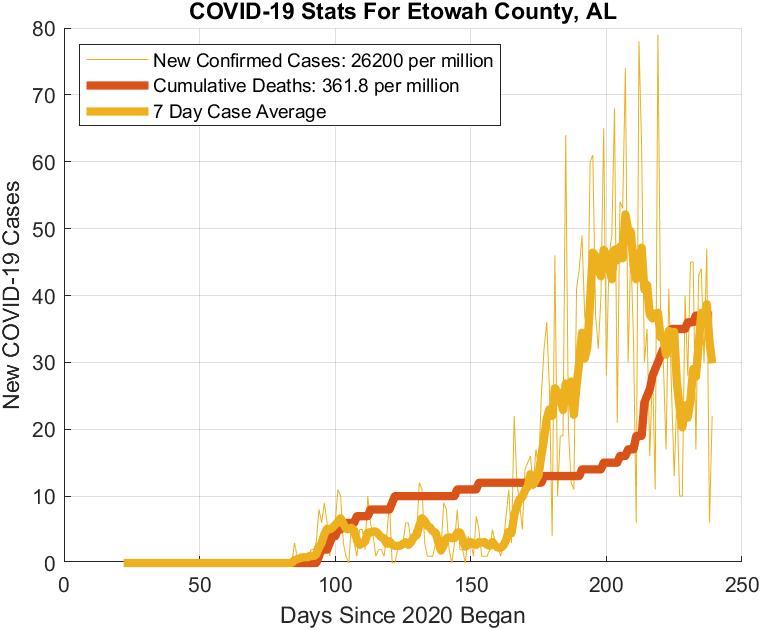 COVID-19 Stats For Etowah County, AL
New Confirmed Cases: 26200 per million
Cumulative Deaths: 361.8 per million
7 Day Case Average
New COVID-19 Cases
80
70
60
50
40
30
20
10
0
0 50 100 150 200 250
Days Since 2020 Began